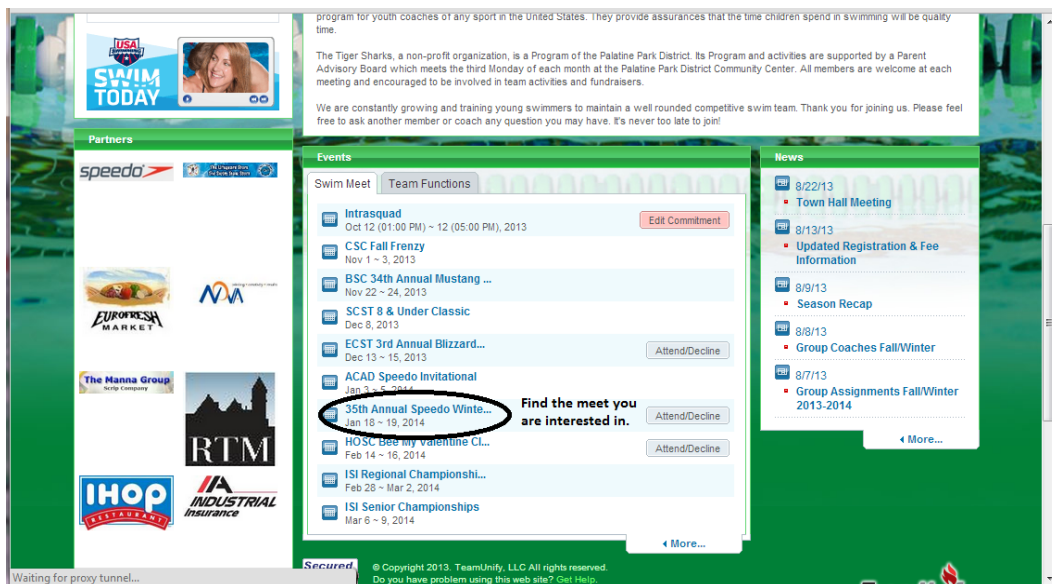 program for youth coaches of any sport in the United States. They provide assurances that the time children spend in swimming will be quality
time.
The Tiger Sharks, a non-profit organization, is a Program of the Palatine Park District. Its Program and activities are supported by a Parent
Advisory Board which meets the third Monday of each month at the Palatine Park District Community Center. All members are welcome at each
meeting and encouraged to be involved in team activities and fundraisers.
We are constantly growing and training young swimmers to maintain a well rounded competitive swim team. Thank you for joining us. Please feel
free to ask another member or coach any question you may have. It's never too late to join!
USA
SWIMMING
SWIM
TODAY
Partners
speedo
EUROFRESH
MARKET
NOVA
The Manna Group
Scrip Company
RTM
IHOP
RESTAURANT
INDUSTRIAL
Insurance
Events
Swim Meet
Team Functions
Intrasquad
Oct 12 (01:00 PM) ~ 12 (05:00 PM), 2013
Edit Commitment
CSC Fall Frenzy
Nov 1 ~ 3, 2013
BSC 34th Annual Mustang ...
Nov 22 ~ 24, 2013
SCST 8 & Under Classic
Dec 8, 2013
ECST 3rd Annual Blizzard...
Dec 13 ~ 15, 2013
Attend/Decline
ACAD Speedo Invitational
Jan 3 ~ 5, 2014
35th Annual Speedo Winte...
Jan 18 ~ 19, 2014
Find the meet you
are interested in.
Attend/Decline
HOSC Bee My Valentine Cl...
Feb 14 ~ 16, 2014
Attend/Decline
ISI Regional Championshi...
Feb 28 ~ Mar 2, 2014
ISI Senior Championships
Mar 6 ~ 9, 2014
More...
News
8/22/13
Town Hall Meeting
8/13/13
Updated Registration & Fee
Information
8/9/13
Season Recap
8/8/13
Group Coaches Fall/Winter
8/7/13
Group Assignments Fall/Winter
2013-2014
More...
Secured
© Copyright 2013. TeamUnify, LLC All rights reserved.
Do you have problem using this web site? Get Help.
Waiting for proxy tunnel...